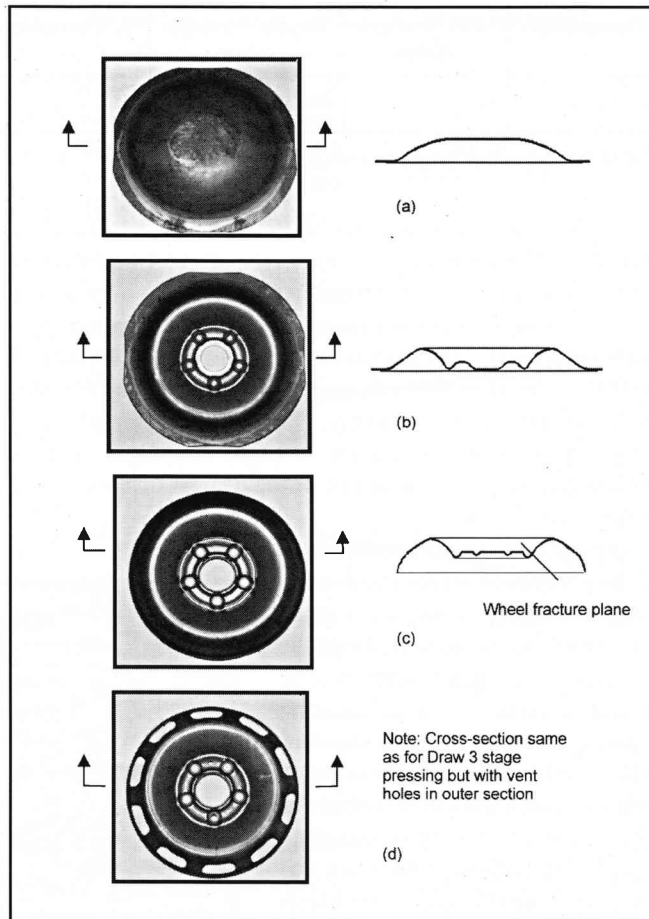 (a)
(b)
Wheel fracture plane
(c)
Note: Cross-section same
as for Draw 3 stage
pressing but with vent
holes in outer section
(d)